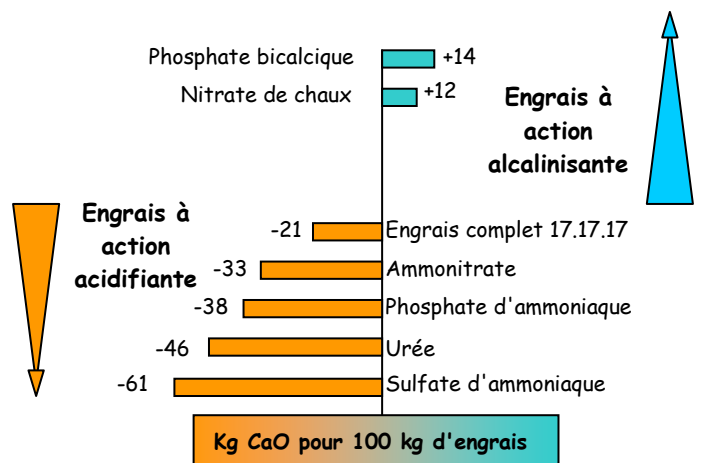 Phosphate bicalcique +14
Nitrate de chaux +12
Engrais à
action
alcalinisante
Engrais à
action
acidifiante
-21 Engrais complet 17.17.17
-33 Ammonitrate
-38 Phosphate d'ammoniaque
-46 Urée
-61 Sulfate d'ammoniaque
Kg CaO pour 100 kg d'engrais